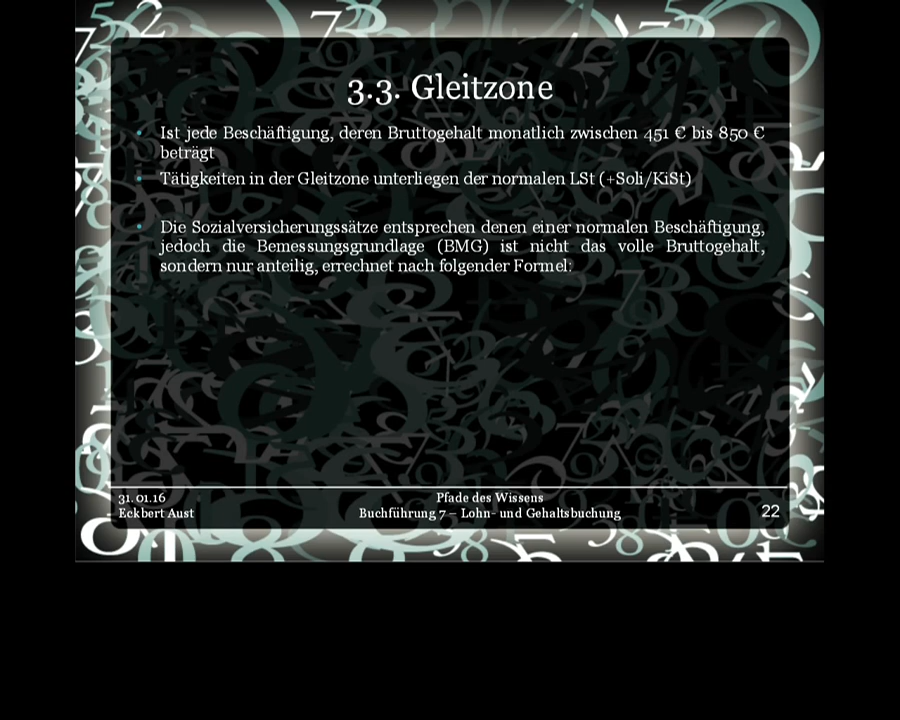 3.3. Gleitzone
• Ist jede Beschäftigung, deren Bruttogehalt monatlich zwischen 451 € bis 850 €
beträgt
• Tätigkeiten in der Gleitzone unterliegen der normalen LSt (+Soli/KiSt)
• Die Sozialversicherungssätze entsprechen denen einer normalen Beschäftigung,
jedoch die Bemessungsgrundlage (BMG) ist nicht das volle Bruttogehalt,
sondern nur anteilig, errechnet nach folgender Formel:
31.01.16
Eckbert Aust
Pfade des Wissens
Buchführung 7 – Lohn- und Gehaltsbuchung
22